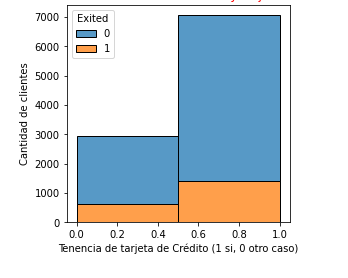 Exited
0
1
7000
6000
5000
4000
3000
2000
1000
0
Cantidad de clientes
0.0 0.2 0.4 0.6 0.8 1.0
Tenencia de tarjeta de Crédito (1 si, 0 otro caso)